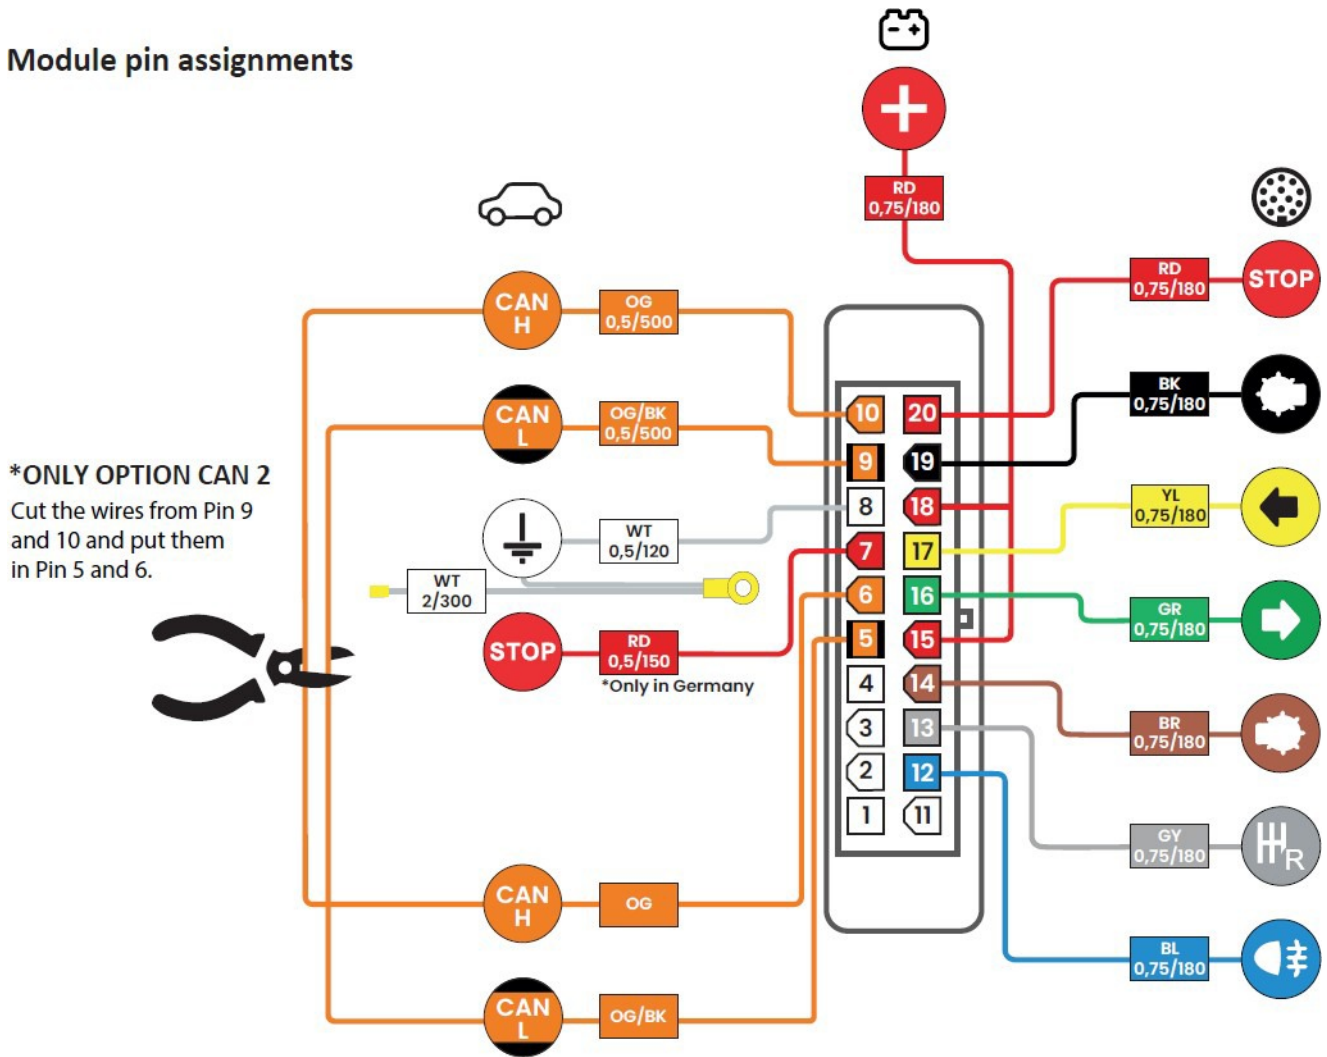 Module pin assignments
RD
0,75/180
CAN
H
OG
0,5/500
RD
0,75/180
STOP
CAN
L
OG/BK
0,5/500
BK
0,75/180
*ONLY OPTION CAN 2
Cut the wires from Pin 9
and 10 and put them
in Pin 5 and 6.
WT
0,5/120
YL
0,75/180
WT
2/300
GR
0,75/180
STOP
RD
0,5/150
*Only in Germany
10 20
9 19
8 18
7 17
6 16
5 15
4 14
3 13
2 12
1 11
BR
0,75/180
GY
0,75/180
R
CAN
H
OG
BL
0,75/180
CAN
L
OG/BK